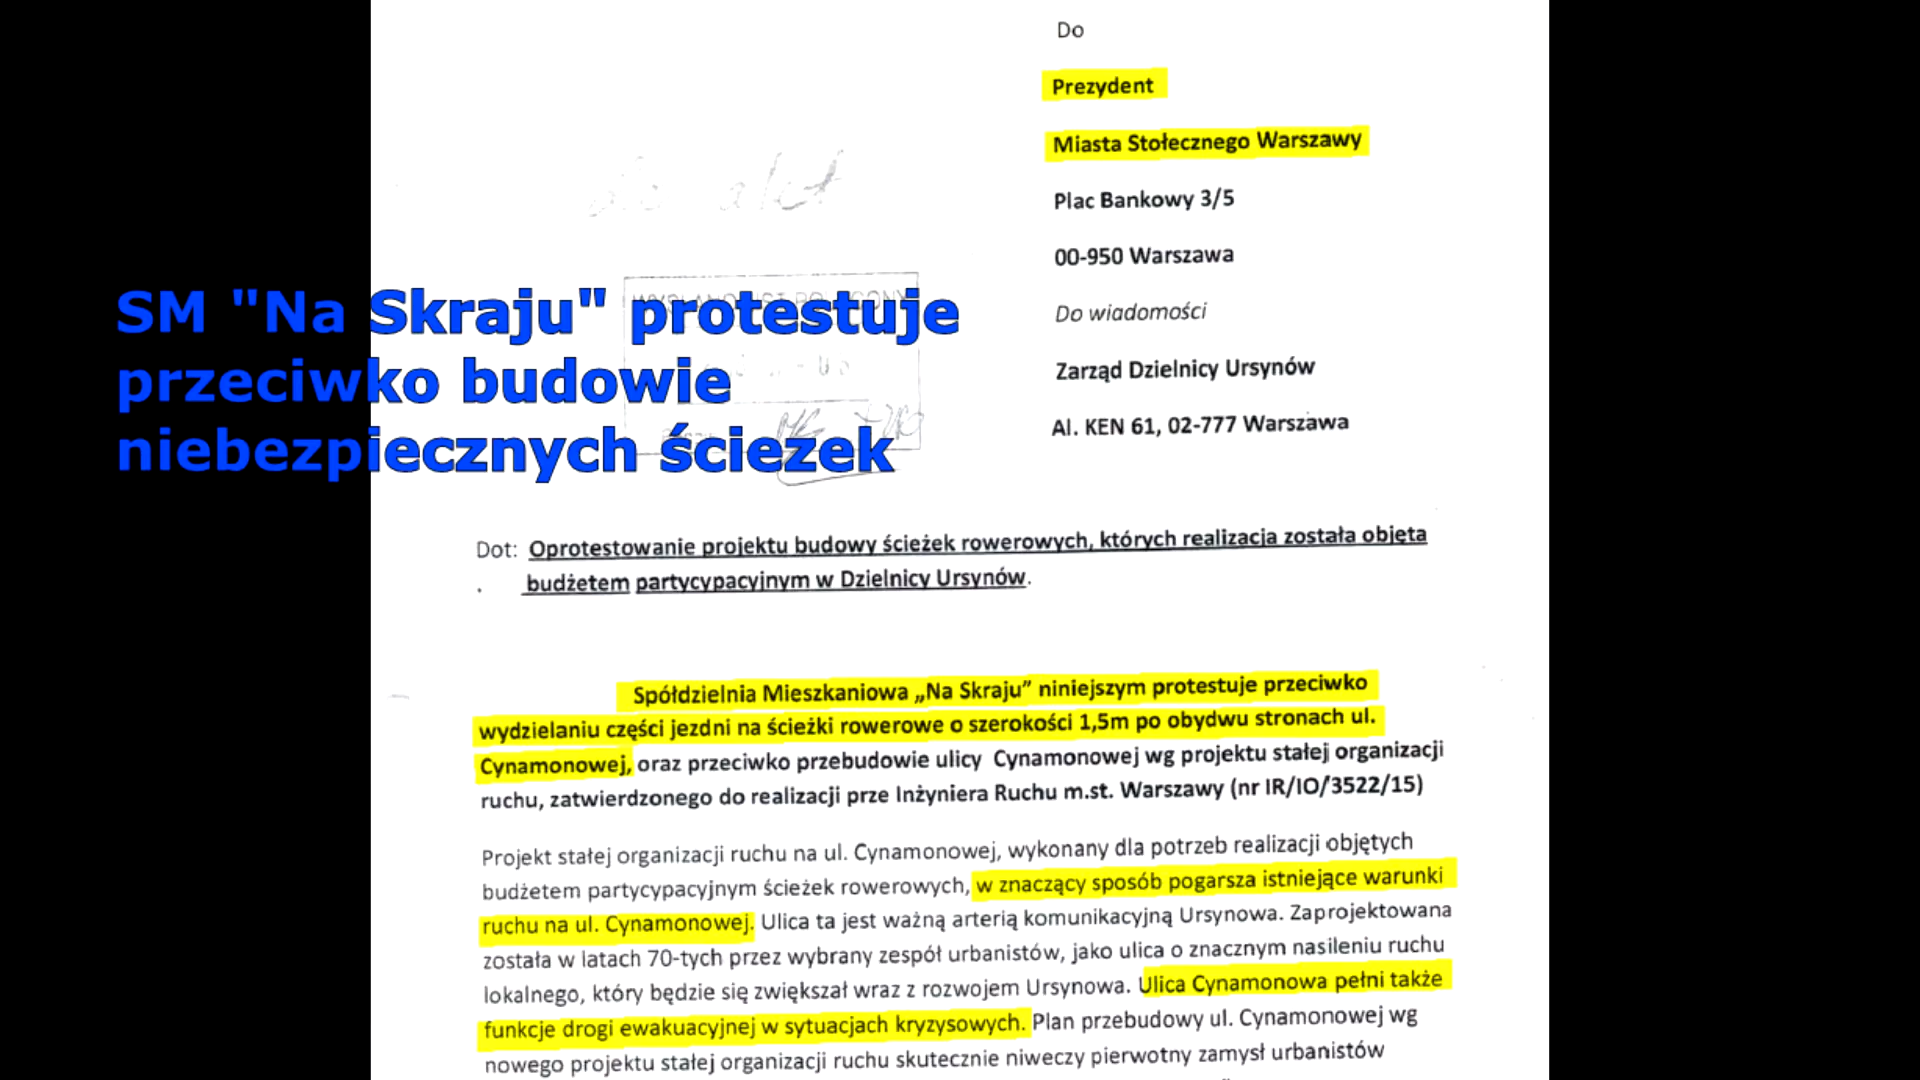 Do
Prezydent
Miasta Stołecznego Warszawy
Plac Bankowy 3/5
00-950 Warszawa
Do wiadomości
Zarząd Dzielnicy Ursynów
Al. KEN 61, 02-777 Warszawa
do akt
SM "Na Skraju" protestuje
przeciwko budowie
niebezpiecznych ściezek
Dot: Oprotestowanie projektu budowy ścieżek rowerowych, których realizacja została objęta
budżetem partycypacyjnym w Dzielnicy Ursynów.
Spółdzielnia Mieszkaniowa „Na Skraju” niniejszym protestuje przeciwko
wydzielaniu części jezdni na ścieżki rowerowe o szerokości 1,5m po obydwu stronach ul.
Cynamonowej, oraz przeciwko przebudowie ulicy Cynamonowej wg projektu stałej organizacji
ruchu, zatwierdzonego do realizacji prze Inżyniera Ruchu m.st. Warszawy (nr IR/IO/3522/15)
Projekt stałej organizacji ruchu na ul. Cynamonowej, wykonany dla potrzeb realizacji objętych
budżetem partycypacyjnym ścieżek rowerowych, w znaczący sposób pogarsza istniejące warunki
ruchu na ul. Cynamonowej. Ulica ta jest ważną arterią komunikacyjną Ursynowa. Zaprojektowana
została w latach 70-tych przez wybrany zespół urbanistów, jako ulica o znacznym nasileniu ruchu
lokalnego, który będzie się zwiększał wraz z rozwojem Ursynowa. Ulica Cynamonowa pełni także
funkcje drogi ewakuacyjnej w sytuacjach kryzysowych. Plan przebudowy ul. Cynamonowej wg
nowego projektu stałej organizacji ruchu skutecznie niweczy pierwotny zamysł urbanistów